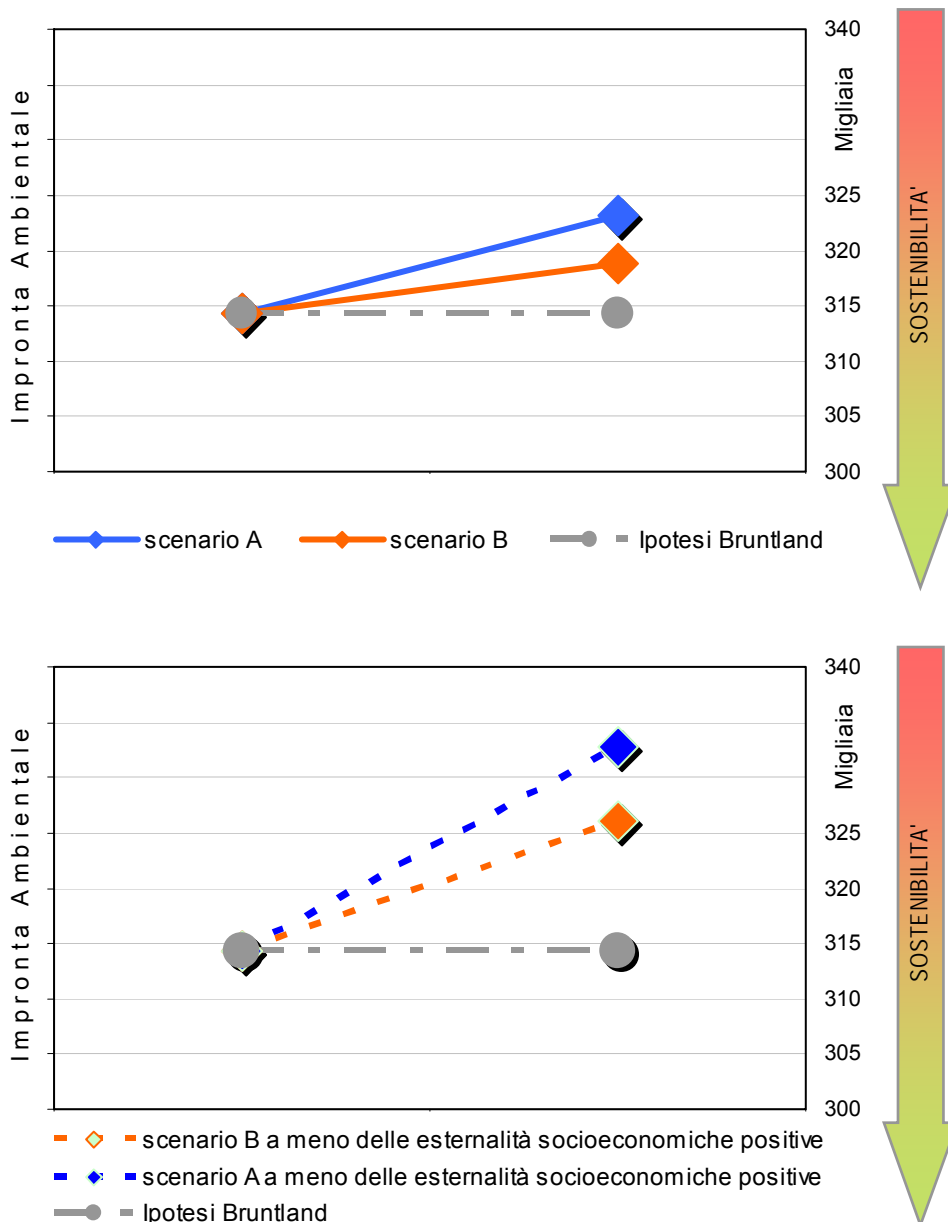 Impronta Ambientale
340
Migliaia
325
320
315
310
305
300
SOSTENIBILITA'
scenario A
scenario B
Ipotesi Bruntland
Impronta Ambientale
340
Migliaia
325
320
315
310
305
300
SOSTENIBILITA'
scenario B a meno delle esternalità socioeconomiche positive
scenario A a meno delle esternalità socioeconomiche positive
Ipotesi Bruntland